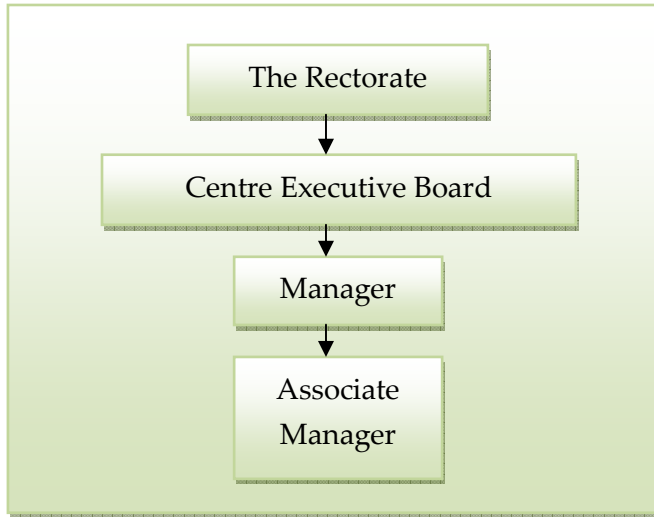 The Rectorate
Centre Executive Board
Manager
Associate
Manager